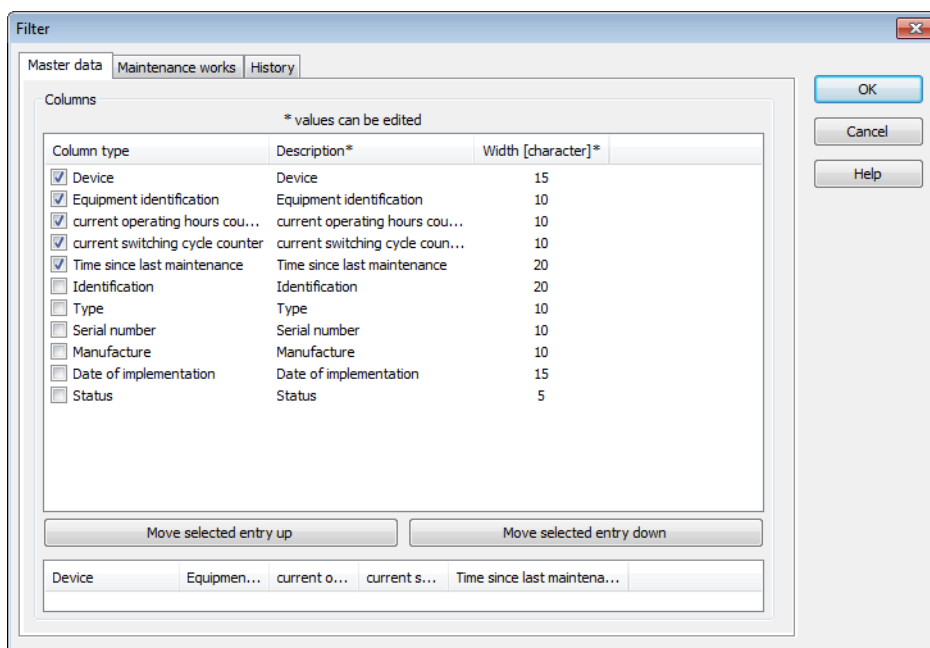 Filter
Master data Maintenance works History
OK
Columns
* values can be edited
Cancel
Column type Description* Width [character]*
Help
Device Device 15
Equipment identification Equipment identification 10
current operating hours cou... current operating hours cou... 10
current switching cycle counter current switching cycle coun... 10
Time since last maintenance Time since last maintenance 20
Identification Identification 20
Type Type 10
Serial number Serial number 10
Manufacture Manufacture 10
Date of implementation Date of implementation 15
Status Status 5
Move selected entry up Move selected entry down
Device Equipmen... current o... current s... Time since last maintena...